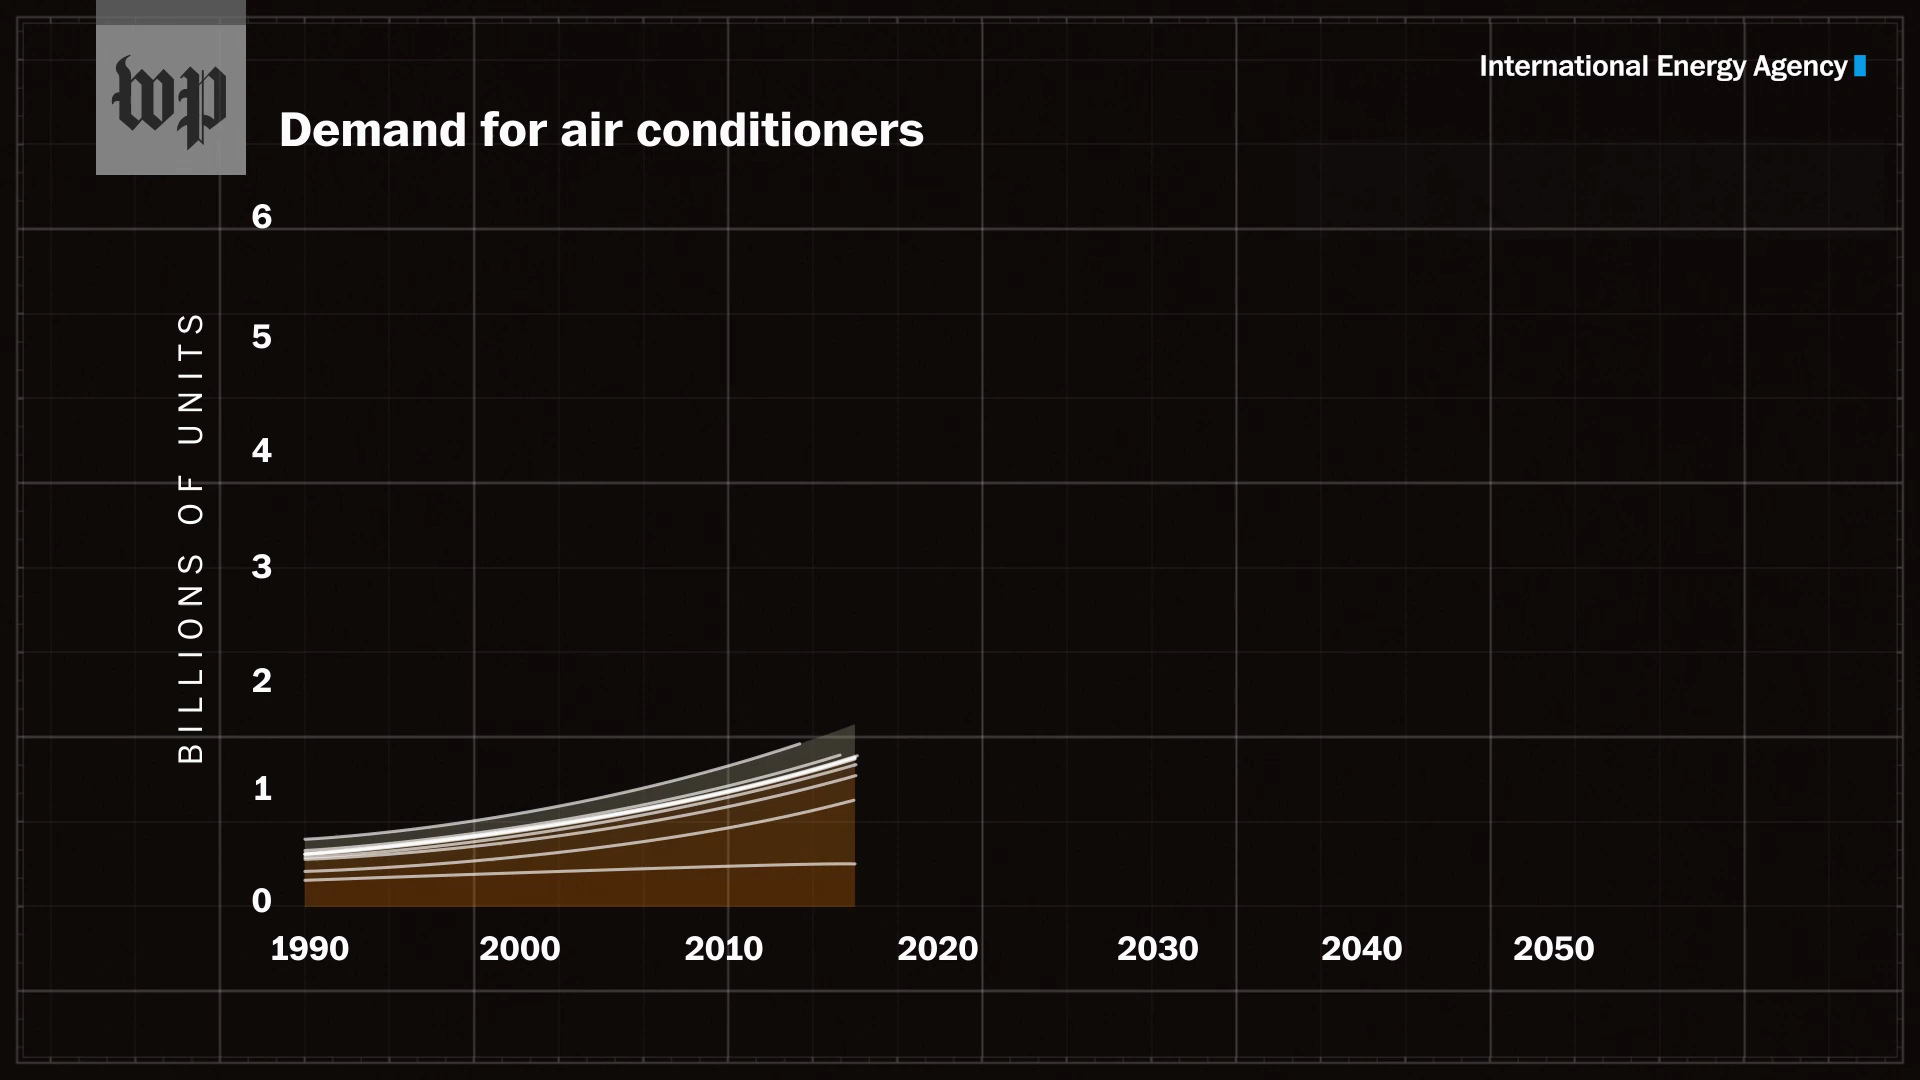 wp
International Energy Agency
Demand for air conditioners
BILLIONS OF UNITS
6
5
4
3
2
1
0
1990 2000 2010 2020 2030 2040 2050